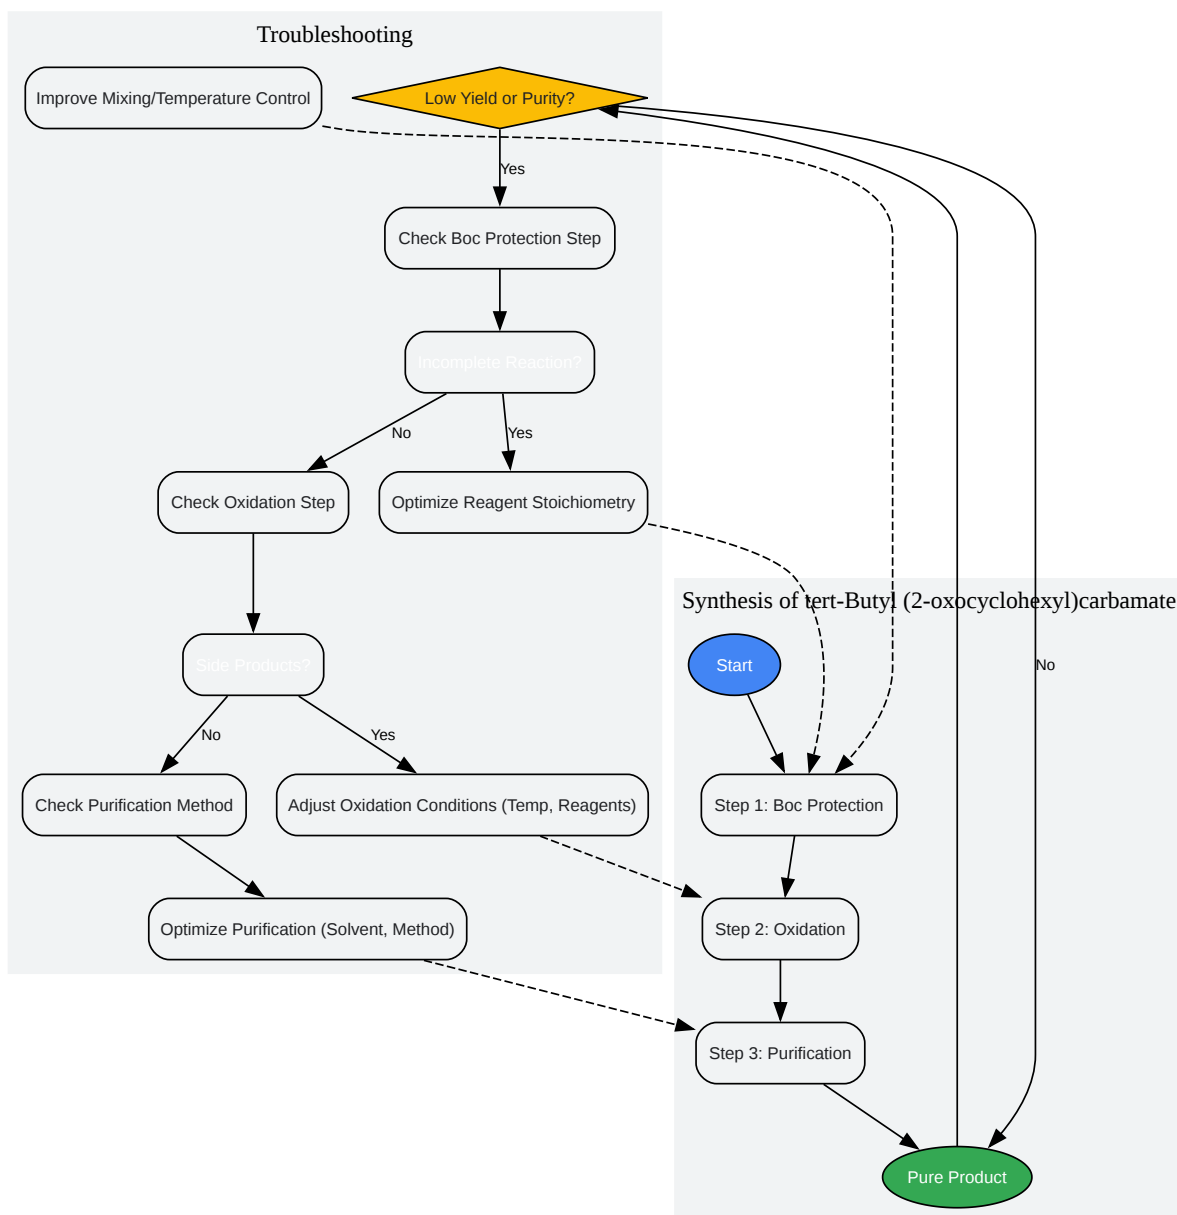 Troubleshooting
Improve Mixing/Temperature Control
Low Yield or Purity?
Yes
Check Boc Protection Step
Incomplete Reaction?
No
Yes
Check Oxidation Step
Optimize Reagent Stoichiometry
Side Products?
No
Yes
Check Purification Method
Adjust Oxidation Conditions (Temp, Reagents)
Optimize Purification (Solvent, Method)
Synthesis of tert-Butyl (2-oxocyclohexyl)carbamate
Start
No
Step 1: Boc Protection
Step 2: Oxidation
Step 3: Purification
Pure Product